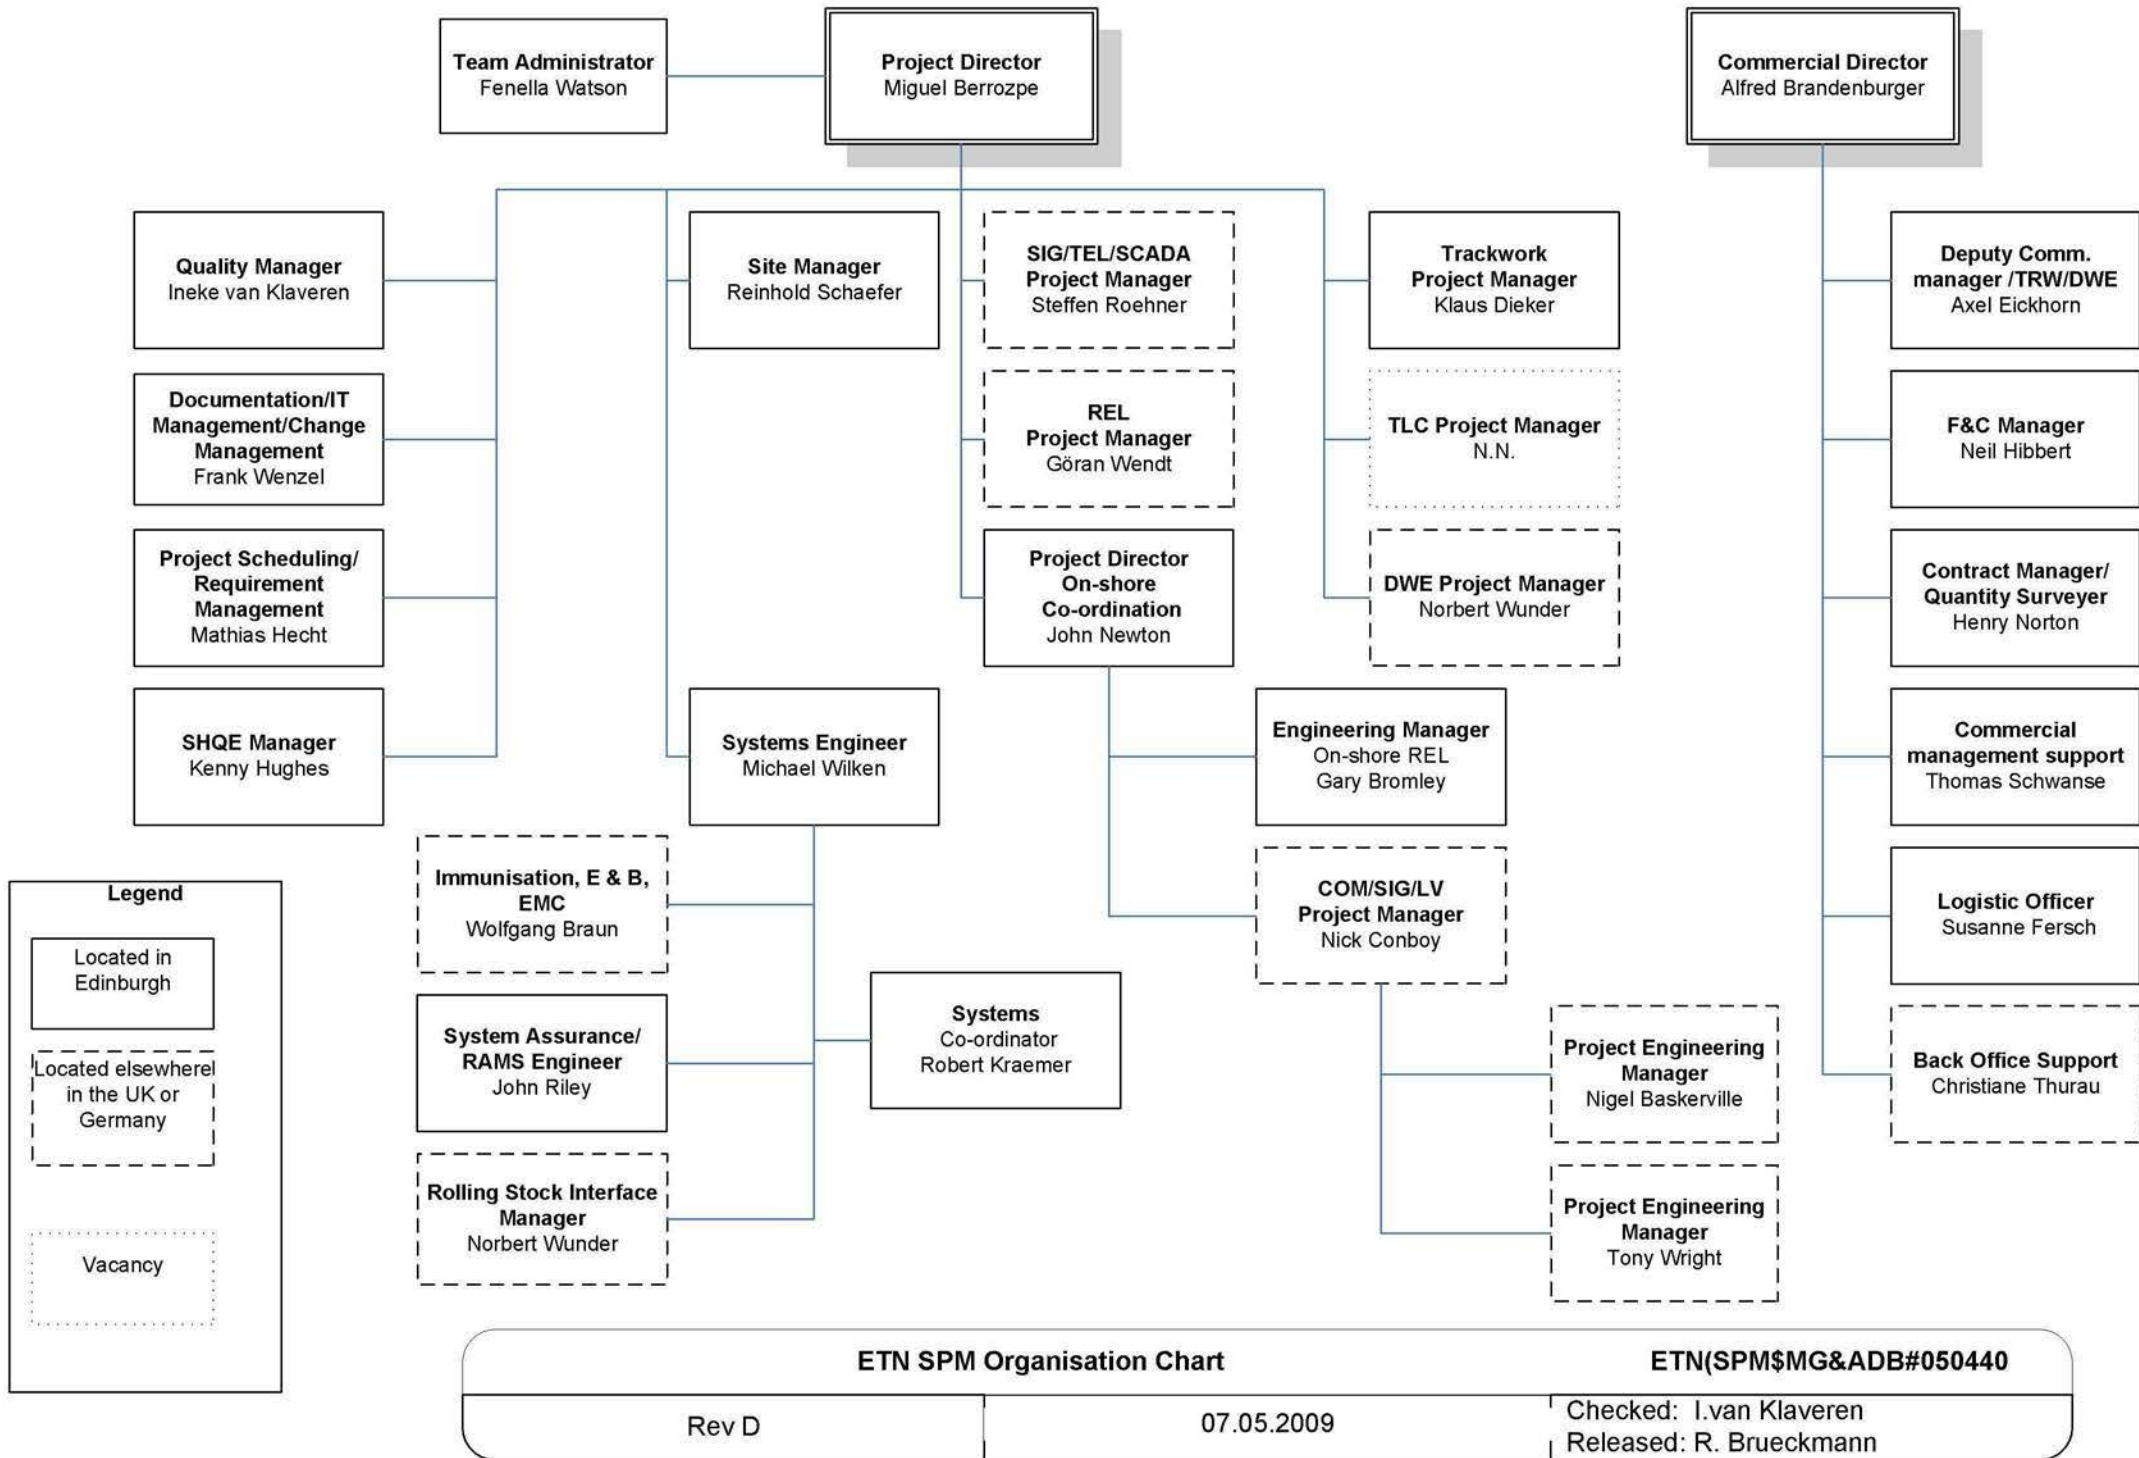 Team Administrator
Fenella Watson
Project Director
Miguel Berrozpe
Commercial Director
Alfred Brandenburger
Quality Manager
Ineke van Klaveren
Site Manager
Reinhold Schaefer
SIG/TEL/SCADA
Project Manager
Steffen Roehner
Trackwork
Project Manager
Klaus Dieker
Deputy Comm.
manager /TRW/DWE
Axel Eickhorn
Documentation/IT
Management/Change
Management
Frank Wenzel
REL
Project Manager
Göran Wendt
TLC Project Manager
N.N.
F&C Manager
Neil Hibbert
Project Scheduling/
Requirement
Management
Mathias Hecht
Project Director
On-shore
Co-ordination
John Newton
DWE Project Manager
Norbert Wunder
Contract Manager/
Quantity Surveyer
Henry Norton
SHQE Manager
Kenny Hughes
Systems Engineer
Michael Wilken
Engineering Manager
On-shore REL
Gary Bromley
Commercial
management support
Thomas Schwanse
Immunisation, E & B,
EMC
Wolfgang Braun
COM/SIG/LV
Project Manager
Nick Conboy
Logistic Officer
Susanne Fersch
System Assurance/
RAMS Engineer
John Riley
Systems
Co-ordinator
Robert Kraemer
Project Engineering
Manager
Nigel Baskerville
Back Office Support
Christiane Thurau
Rolling Stock Interface
Manager
Norbert Wunder
Project Engineering
Manager
Tony Wright
Legend
Located in
Edinburgh
Located elsewhere
in the UK or
Germany
Vacancy
ETN SPM Organisation Chart
ETN(SPM$MG&ADB#050440
Rev D
07.05.2009
Checked: I.van Klaveren
Released: R. Brueckmann